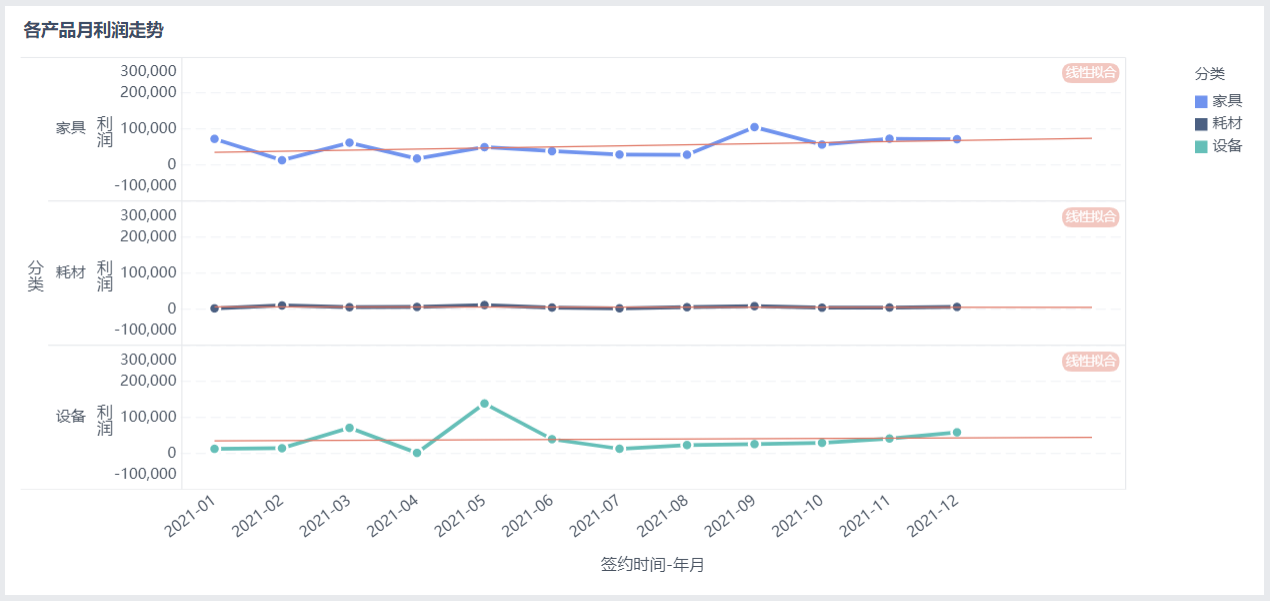 各产品月利润走势
分类
家具
耗材
设备
分类
家具
利润
300,000
200,000
100,000
0
-100,000
线性拟合
耗材
利润
300,000
200,000
100,000
0
-100,000
线性拟合
设备
利润
300,000
200,000
100,000
0
-100,000
线性拟合
2021-01
2021-02
2021-03
2021-04
2021-05
2021-06
2021-07
2021-08
2021-09
2021-10
2021-11
2021-12
签约时间-年月